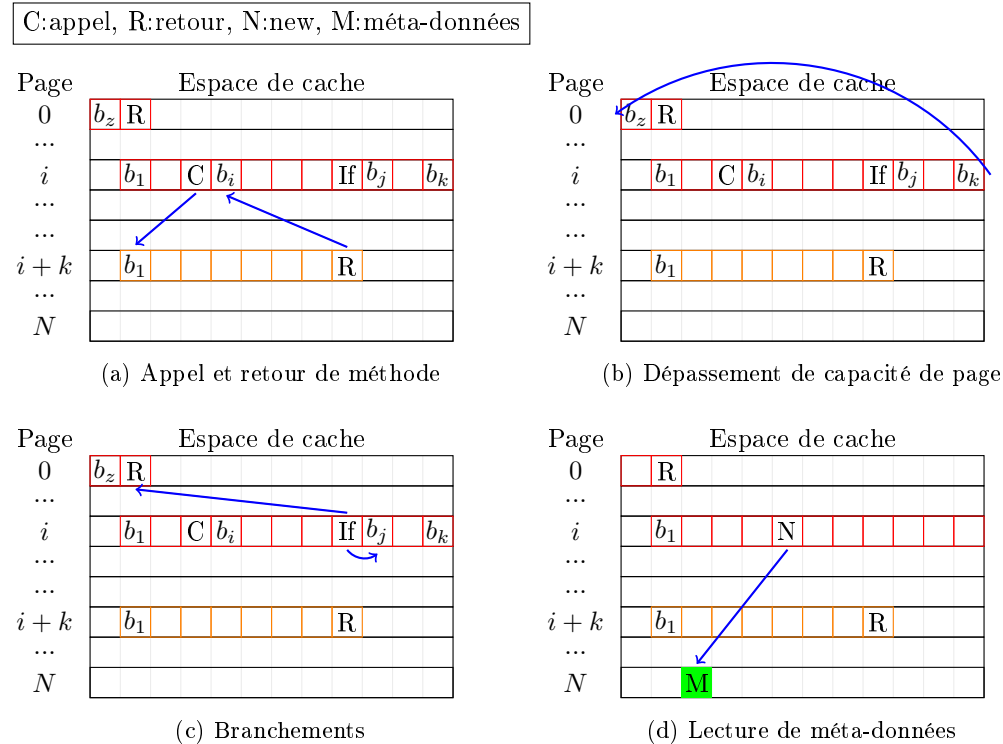 C:appel, R:retour, N:new, M:méta-données
Page Espace de cache
0 b_z R
...
i b_1 C b_i If b_j b_k
...
...
i + k b_1 R
...
N
(a) Appel et retour de méthode
Page Espace de cache
0 b_z R
...
i b_1 C b_i If b_j b_k
...
...
i + k b_1 R
...
N
(b) Dépassement de capacité de page
Page Espace de cache
0 b_z R
...
i b_1 C b_i If b_j b_k
...
...
i + k b_1 R
...
N
(c) Branchements
Page Espace de cache
0 R
...
i b_1 N
...
...
i + k b_1 R
...
N M
(d) Lecture de méta-données